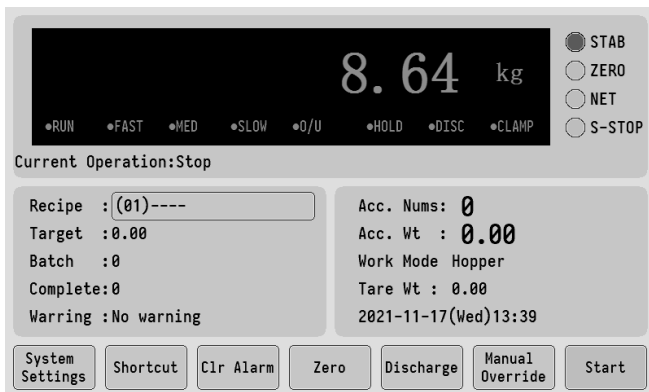 8.64 kg
●RUN ●FAST ●MED ●SLOW ●O/U ●HOLD ●DISC ●CLAMP
STAB
ZERO
NET
S-STOP
Current Operation:Stop
Recipe :(01)----
Target :0.00
Batch :0
Complete:0
Warring :No warning
Acc. Nums: 0
Acc. Wt : 0.00
Work Mode Hopper
Tare Wt : 0.00
2021-11-17(Wed)13:39
System Settings
Shortcut
Clr Alarm
Zero
Discharge
Manual Override
Start